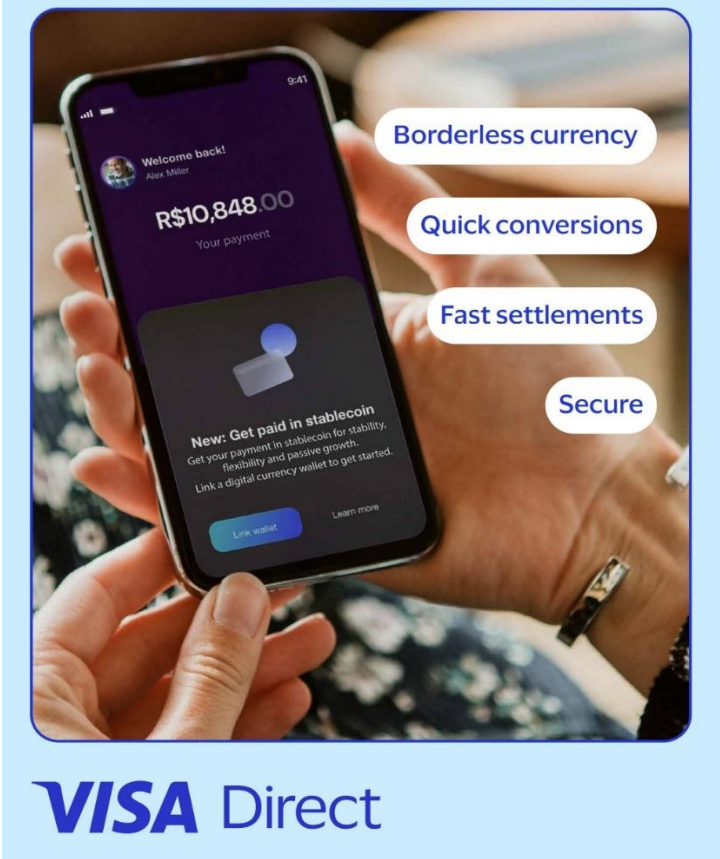 9:41
Welcome back!
Alex Miller
R$10,848.00
Your payment
Borderless currency
Quick conversions
Fast settlements
Secure
New: Get paid in stablecoin
Get your payment in stablecoin for stability,
flexibility and passive growth.
Link a digital currency wallet to get started.
Link wallet
Learn more
VISA Direct